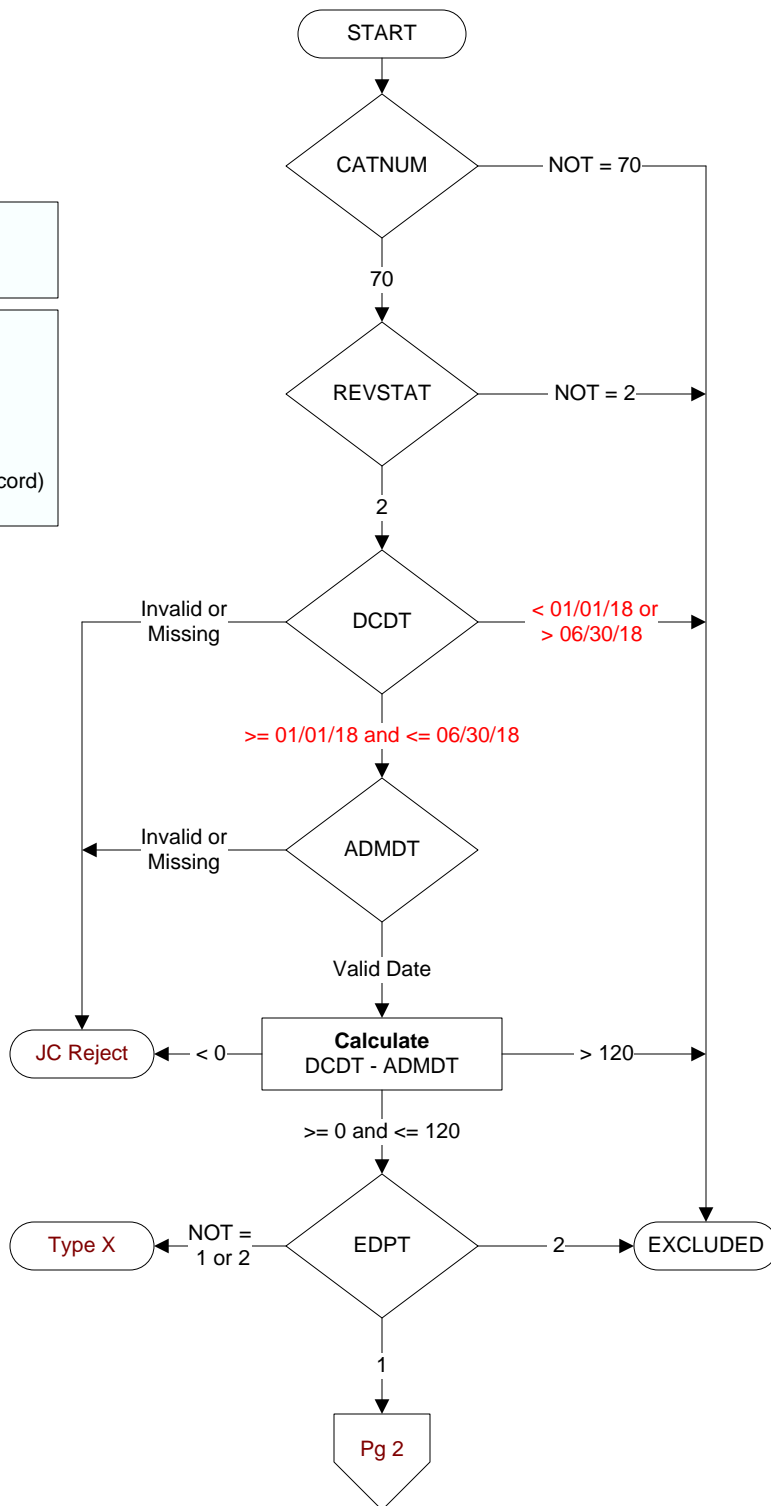 START
CATNUM
NOT = 70
70
REVSTAT
NOT = 2
cord)
2
Invalid or
Missing
DCDT
< 01/01/18 or
> 06/30/18
>= 01/01/18 and <= 06/30/18
Invalid or
Missing
ADMDT
Valid Date
JC Reject
< 0
Calculate
DCDT - ADMDT
> 120
>= 0 and <= 120
Type X
NOT =
1 or 2
EDPT
2
EXCLUDED
1
Pg 2